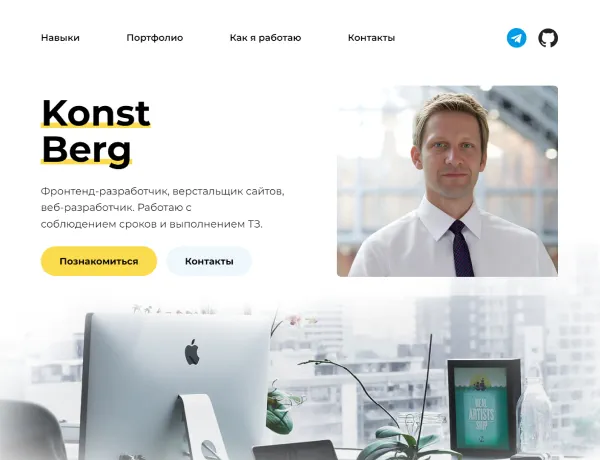 Навыки
Портфолио
Как я работаю
Контакты
Konst
Berg
Фронтенд-разработчик, верстальщик сайтов,
веб-разработчик. Работаю с
соблюдением сроков и выполнением ТЗ.
Познакомиться
Контакты
REAL
ARTISTS
SHIP